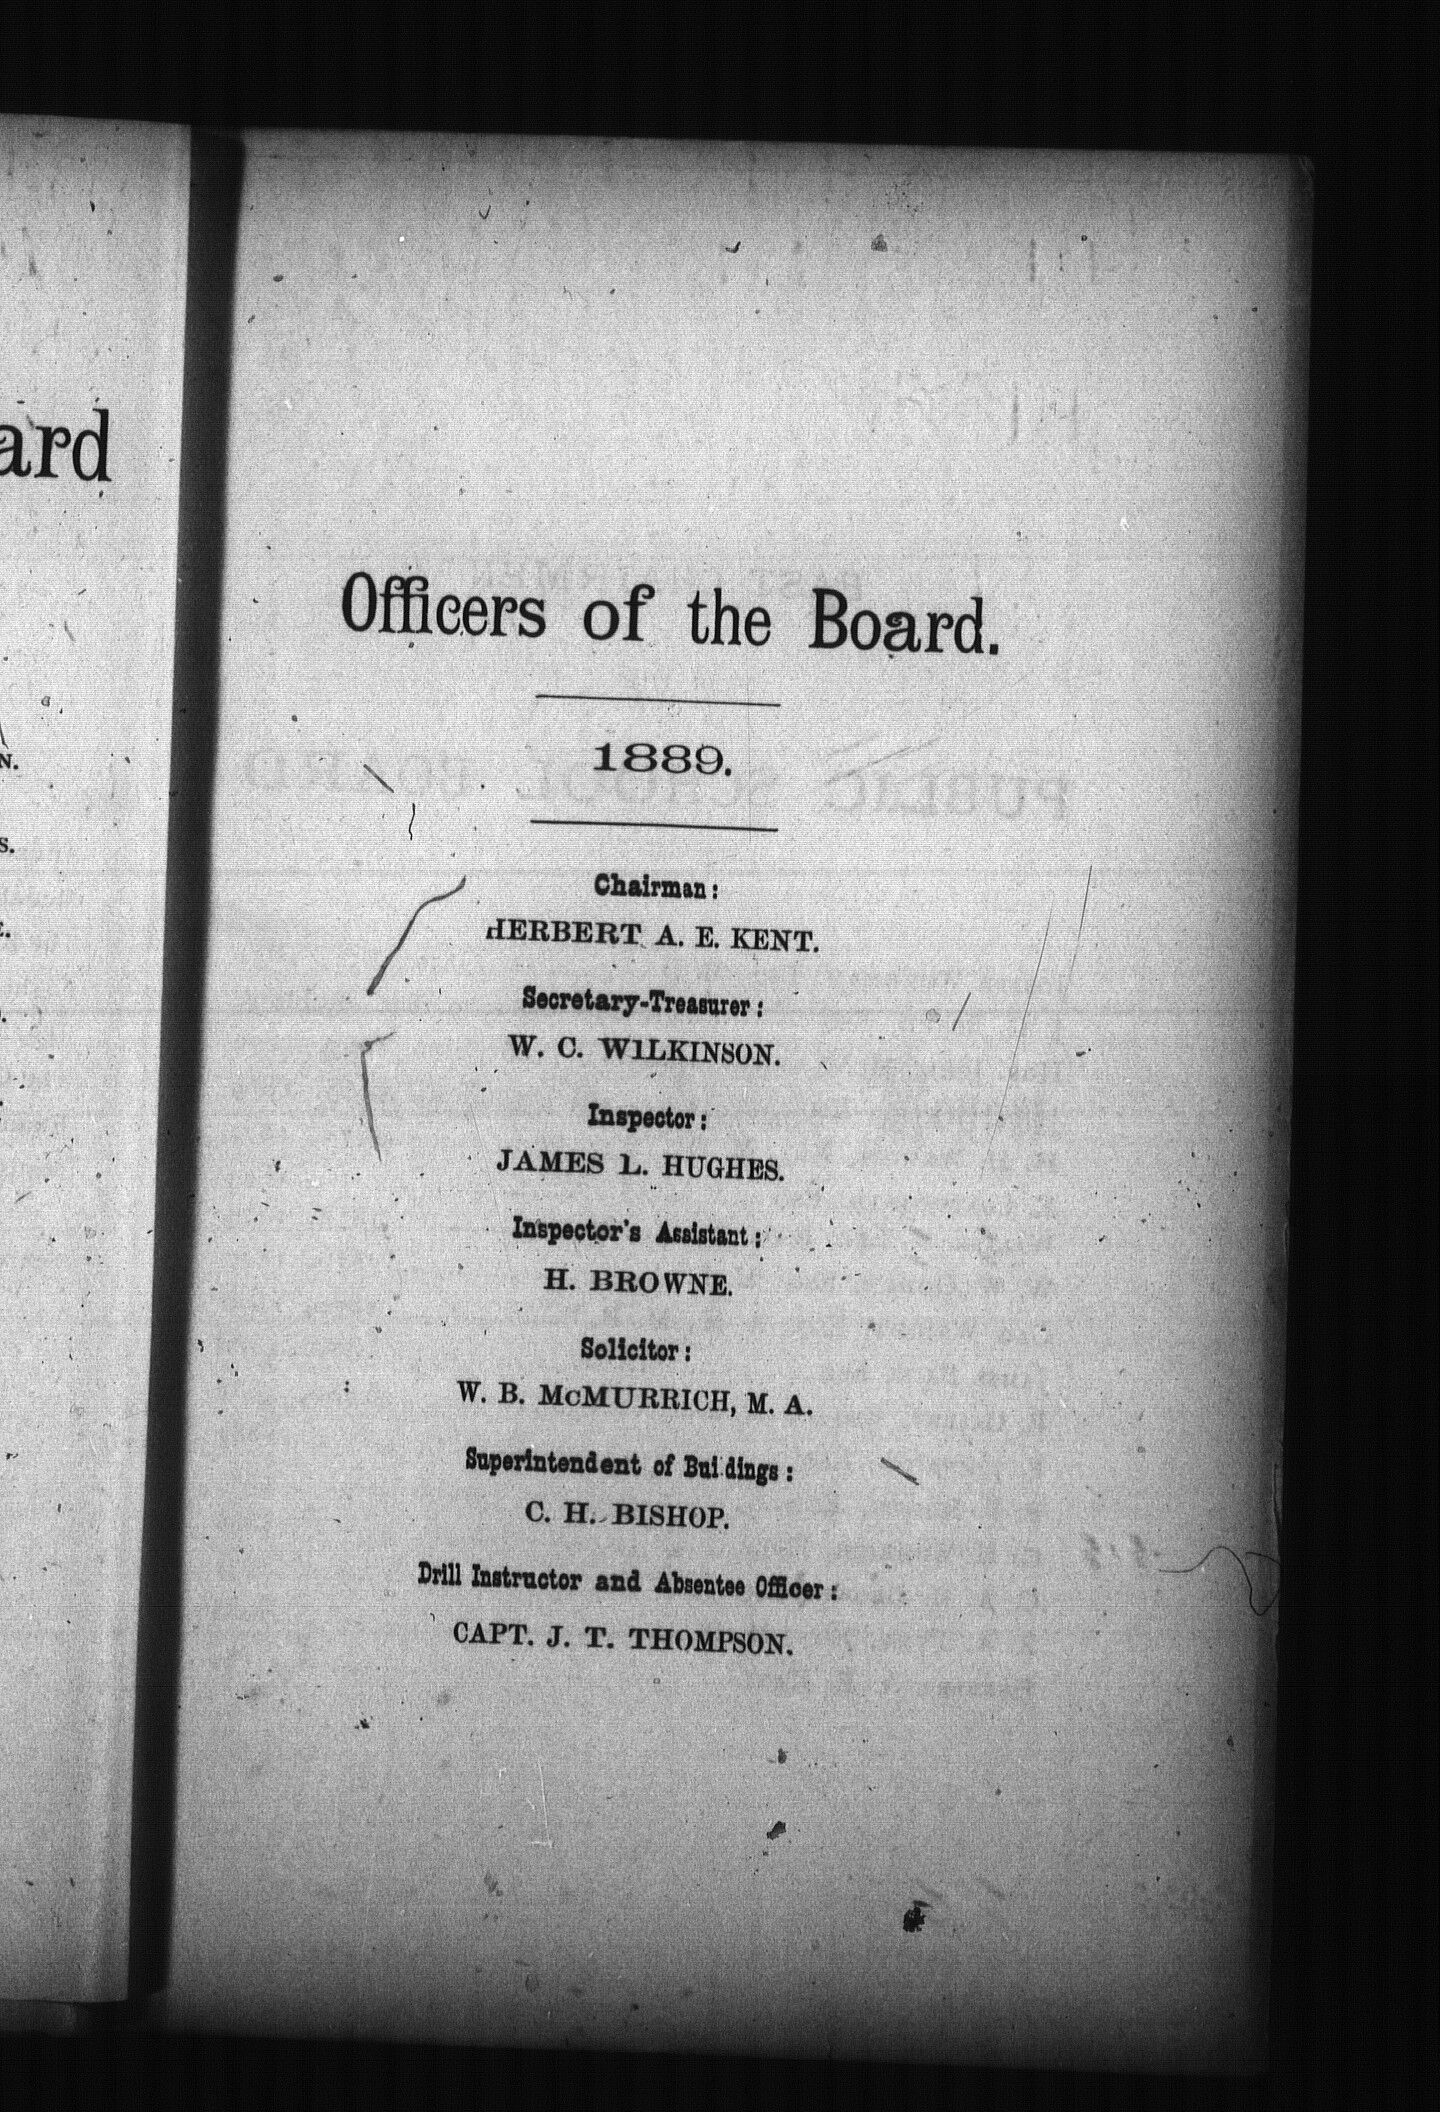 ard
N.
S.
E.
Officers of the Board.
1889.
Chairman:
HERBERT A. E. KENT.
Secretary-Treasurer:
W. C. WILKINSON.
Inspector:
JAMES L. HUGHES.
Inspector's Assistant:
H. BROWNE.
Solicitor:
W. B. McMURRICH, M. A.
Superintendent of Buildings:
C. H. BISHOP.
Drill Instructor and Absentee Officer:
CAPT. J. T. THOMPSON.